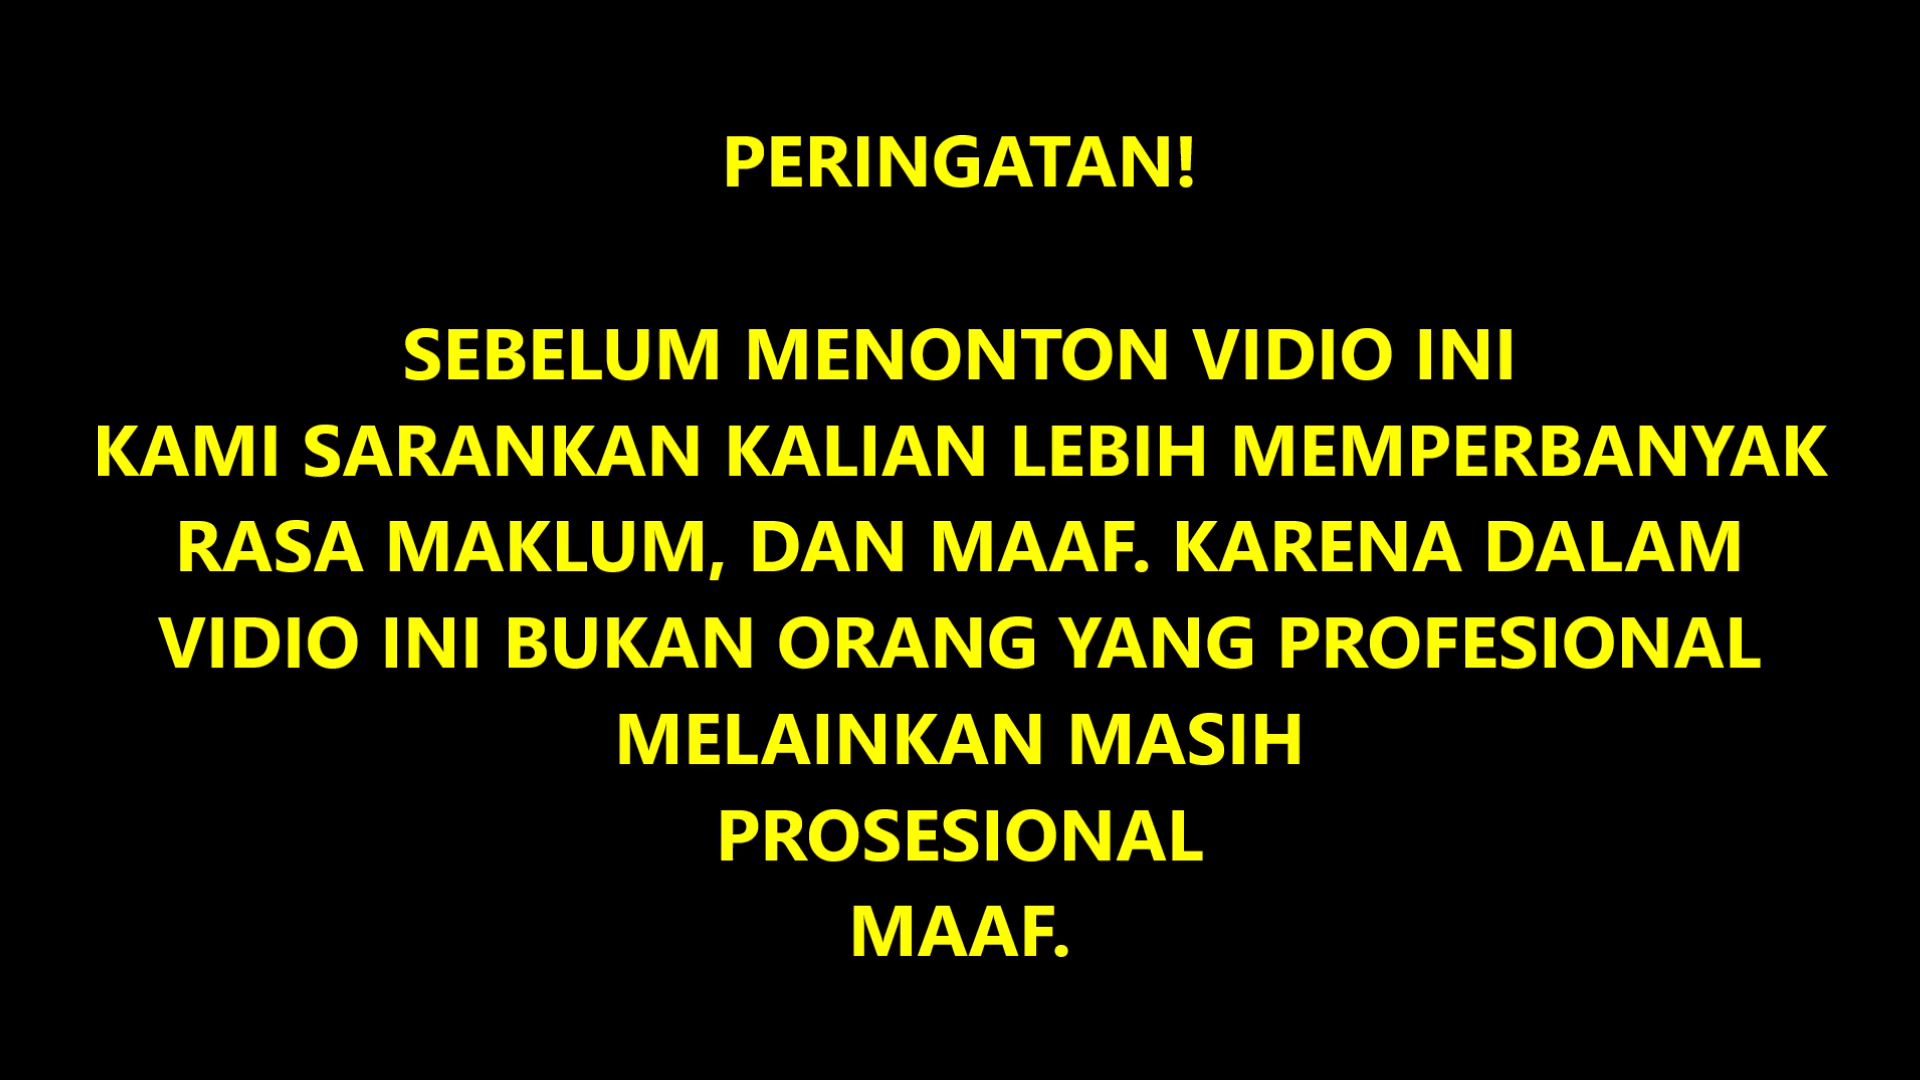 PERINGATAN!
SEBELUM MENONTON VIDIO INI
KAMI SARANKAN KALIAN LEBIH MEMPERBANYAK
RASA MAKLUM, DAN MAAF. KARENA DALAM
VIDIO INI BUKAN ORANG YANG PROFESIONAL
MELAINKAN MASIH
PROSESIONAL
MAAF.